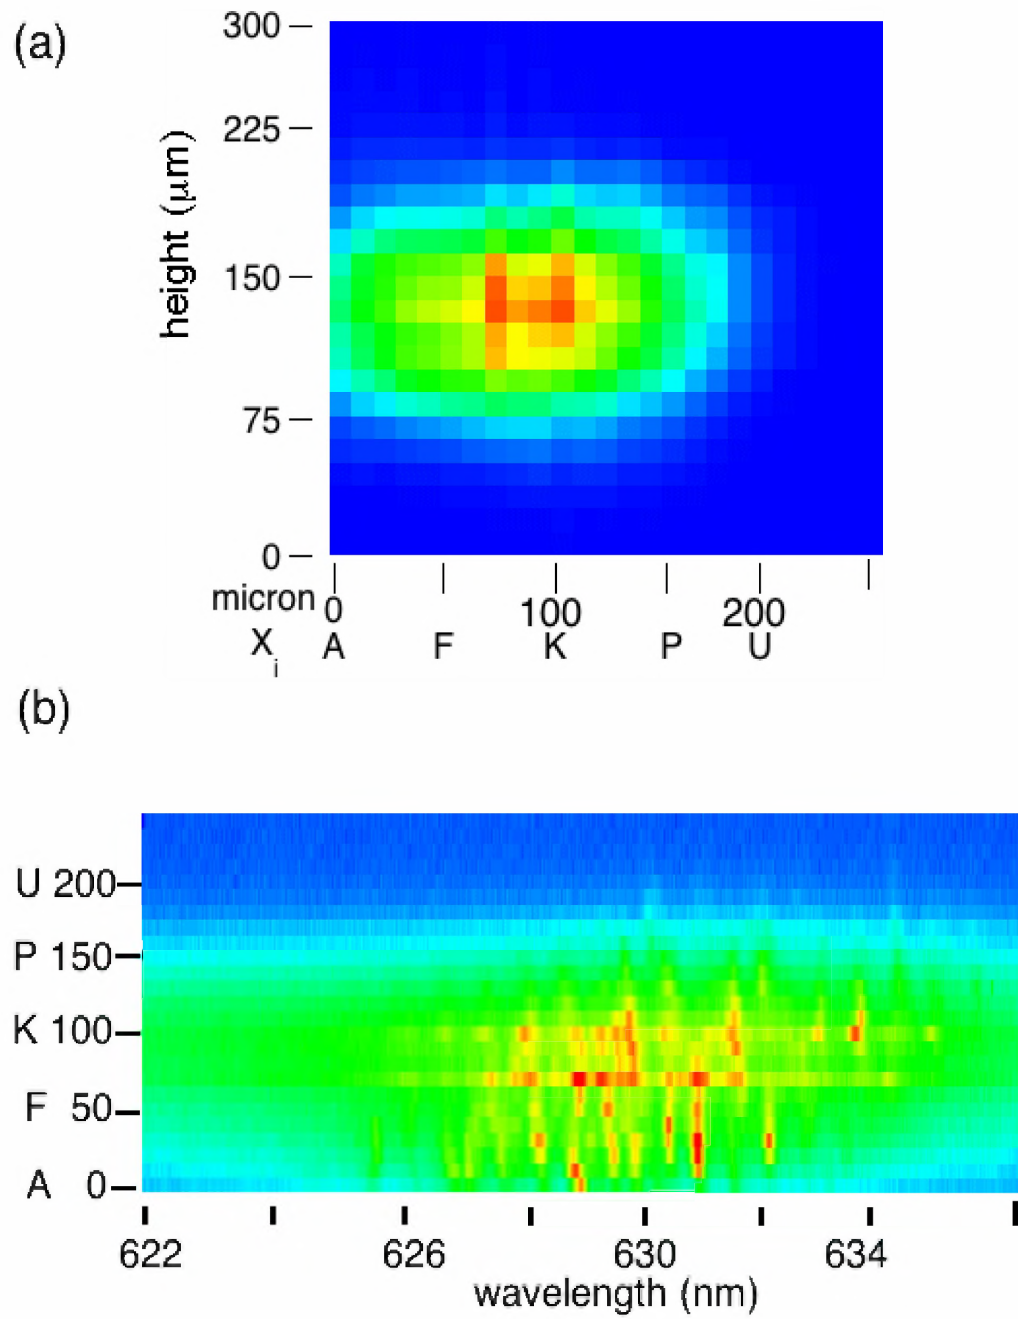 (a)
300
225
150
75
0
height (μm)
micron 0 100 200
Xi A F K P U
(b)
U 200
P 150
K 100
F 50
A 0
622 626 630 634
wavelength (nm)